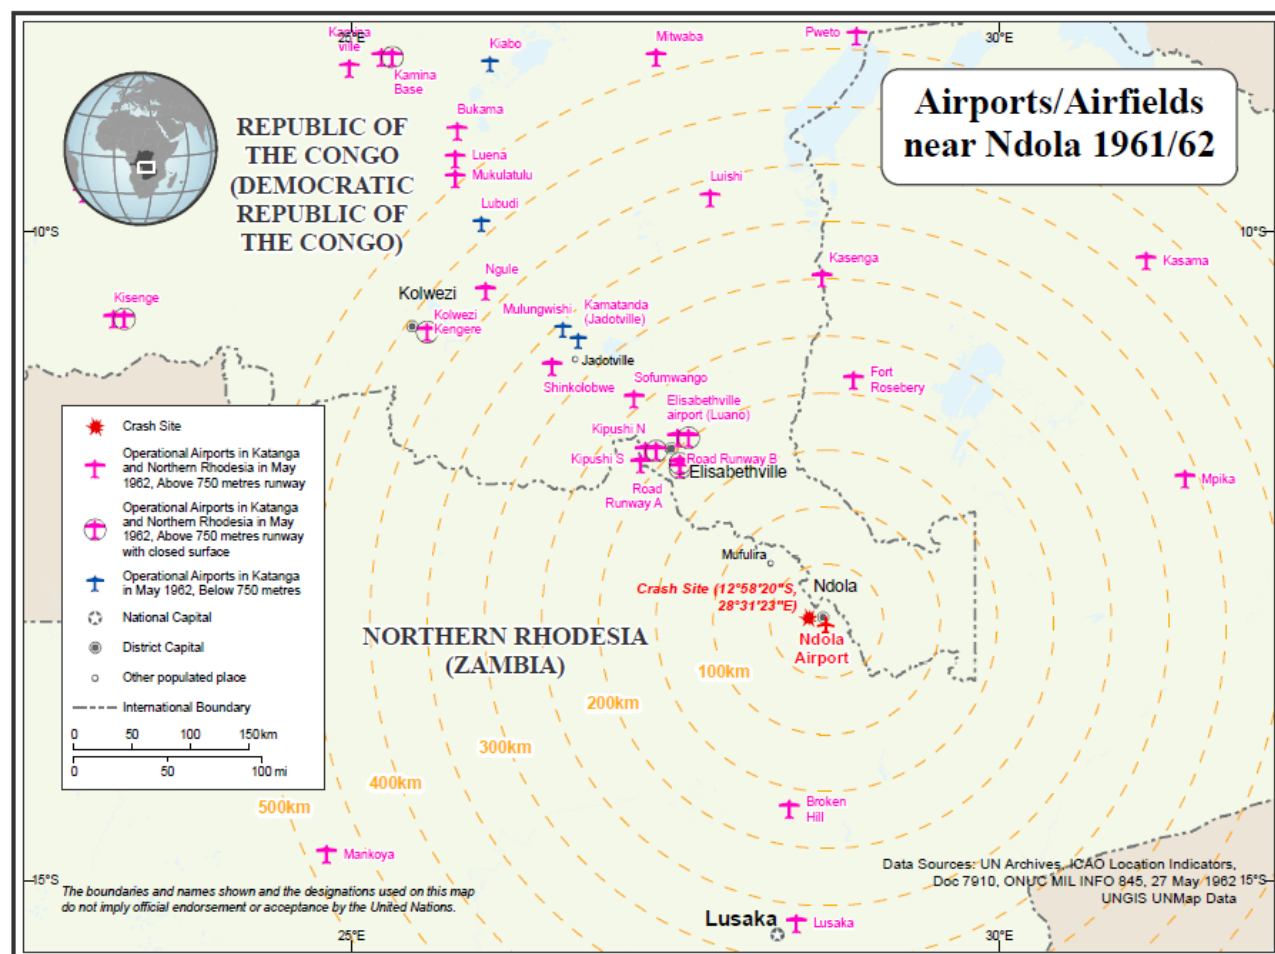 Airports/Airfields
near Ndola 1961/62
25°E
30°E
Kamina
ville
Kamina
Base
Kiabo
Mitwaba
Pweto
Bukama
Luena
Mukulatulu
Lubudi
Luishi
REPUBLIC OF
THE CONGO
(DEMOCRATIC
REPUBLIC OF
THE CONGO)
10°S
10°S
Kasenga
Kasama
Ngule
Kolwezi
Kolwezi
Kengere
Kisenge
Mulungwishi
Kamatanda
(Jadotville)
Jadotville
Shinkolobwe
Sofumwango
Fort
Rosebery
Elisabethville
airport (Luano)
Kipushi N
Kipushi S
Road Runway B
Elisabethville
Road
Runway A
Mpika
Mufulira
Crash Site (12°58'20"S,
28°31'23"E)
Ndola
Ndola
Airport
NORTHERN RHODESIA
(ZAMBIA)
100km
200km
300km
400km
500km
Crash Site
Operational Airports in Katanga
and Northern Rhodesia in May
1962, Above 750 metres runway
Operational Airports in Katanga
and Northern Rhodesia in May
1962, Above 750 metres runway
with closed surface
Operational Airports in Katanga
in May 1962, Below 750 metres
National Capital
District Capital
Other populated place
International Boundary
0 50 100 150km
0 50 100 mi
Broken
Hill
Mankoya
Lusaka
Lusaka
15°S
15°S
The boundaries and names shown and the designations used on this map
do not imply official endorsement or acceptance by the United Nations.
Data Sources: UN Archives, ICAO Location Indicators,
Doc 7910, ONUC MIL INFO 845, 27 May 1962
UNGIS UNMap Data
25°E
30°E